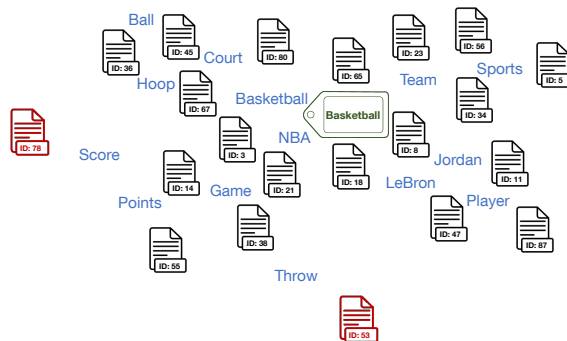 Ball
ID: 36
ID: 45
Court
ID: 80
ID: 23
ID: 56
ID: 65
Sports
ID: 5
Team
Hoop
ID: 67
Basketball
Basketball
ID: 34
NBA
ID: 78
Score
ID: 3
ID: 8
Jordan
ID: 14
Game
ID: 21
ID: 18
LeBron
ID: 11
Points
Player
ID: 38
ID: 47
ID: 87
ID: 55
Throw
ID: 53